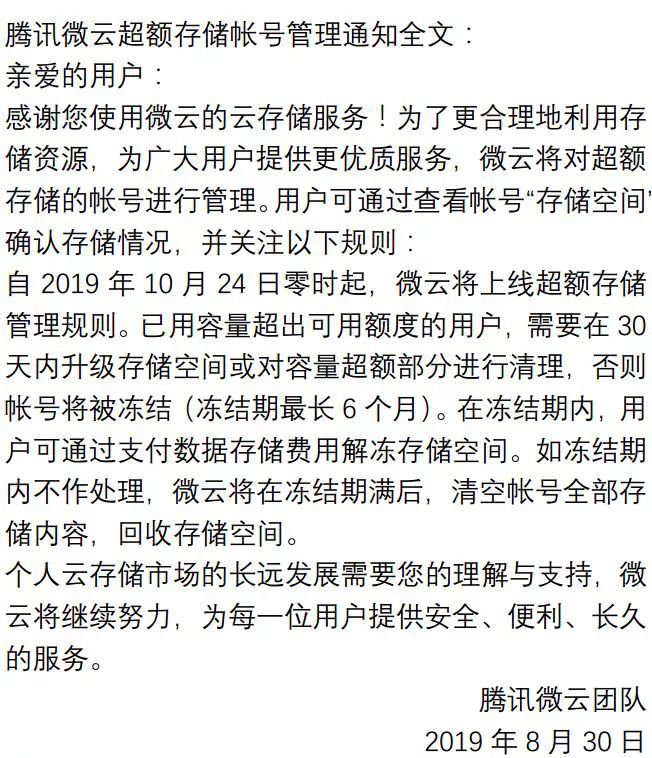 腾讯微云超额存储帐号管理通知全文：
亲爱的用户：
感谢您使用微云的云存储服务！为了更合理地利用存
储资源，为广大用户提供更优质服务，微云将对超额
存储的帐号进行管理。用户可通过查看帐号“存储空间”
确认存储情况，并关注以下规则：
自 2019 年 10 月 24 日零时起，微云将上线超额存储
管理规则。已用容量超出可用额度的用户，需要在 30
天内升级存储空间或对容量超额部分进行清理，否则
帐号将被冻结（冻结期最长 6 个月）。在冻结期内，用
户可通过支付数据存储费用解冻存储空间。如冻结期
内不作处理，微云将在冻结期满后，清空帐号全部存
储内容，回收存储空间。
个人云存储市场的长远发展需要您的理解与支持，微
云将继续努力，为每一位用户提供安全、便利、长久
的服务。
腾讯微云团队
2019 年 8 月 30 日